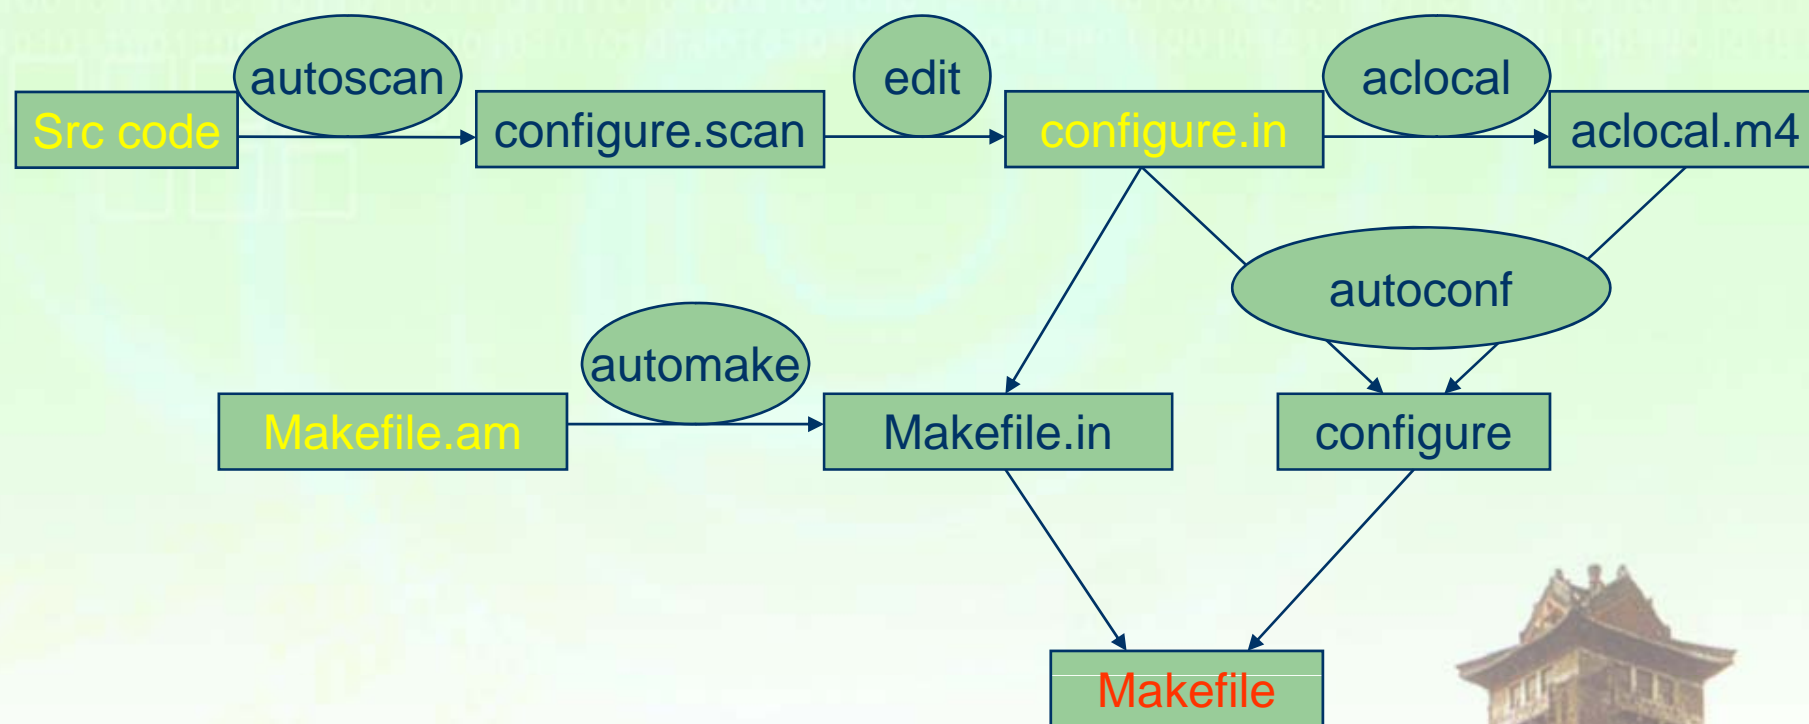 autoscan
edit
aclocal
Src code
configure.scan
configure.in
aclocal.m4
autoconf
automake
Makefile.am
Makefile.in
configure
Makefile